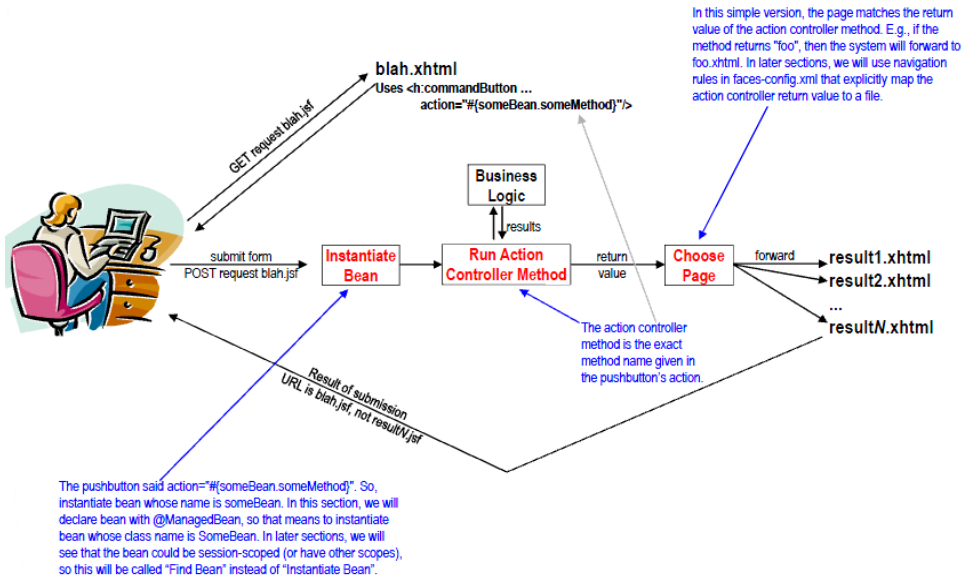 In this simple version, the page matches the return
value of the action controller method. E.g., if the
method returns "foo", then the system will forward to
foo.xhtml. In later sections, we will use navigation
rules in faces-config.xml that explicitly map the
action controller return value to a file.
blah.xhtml
Uses <h:commandButton ...
action="#{someBean.someMethod}"/>
GET request blah.jsf
Business
Logic
results
submit form
POST request blah.jsf
Instantiate
Bean
Run Action
Controller Method
return
value
Choose
Page
forward
result1.xhtml
result2.xhtml
...
resultN.xhtml
The action controller
method is the exact
method name given in
the pushbutton's action.
Result of submission
URL is blah.jsf, not resultN.jsf
The pushbutton said action="#{someBean.someMethod}". So,
instantiate bean whose name is someBean. In this section, we will
declare bean with @ManagedBean, so that means to instantiate
bean whose class name is SomeBean. In later sections, we will
see that the bean could be session-scoped (or have other scopes),
so this will be called “Find Bean” instead of “Instantiate Bean”.